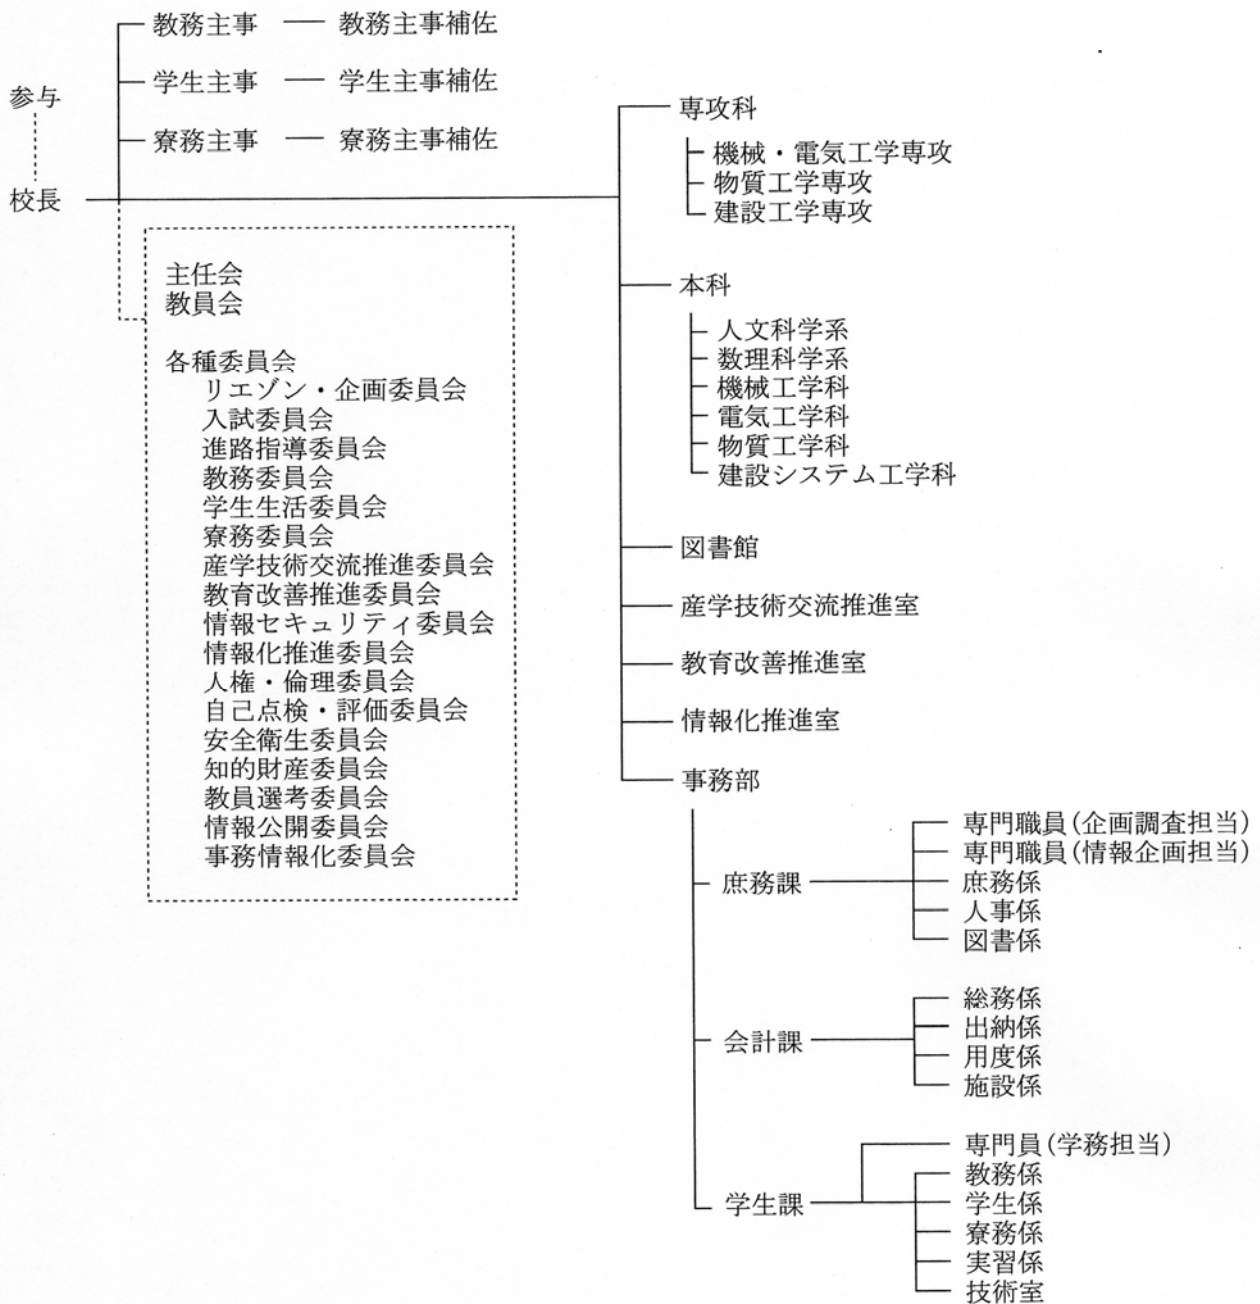 教務主事 教務主事補佐
学生主事 学生主事補佐
寮務主事 寮務主事補佐
参与
校長
主任会
教員会
各種委員会
リエゾン・企画委員会
入試委員会
進路指導委員会
教務委員会
学生生活委員会
寮務委員会
産学技術交流推進委員会
教育改善推進委員会
情報セキュリティ委員会
情報化推進委員会
人権・倫理委員会
自己点検・評価委員会
安全衛生委員会
知的財産委員会
教員選考委員会
情報公開委員会
事務情報化委員会
専攻科
機械・電気工学専攻
物質工学専攻
建設工学専攻
本科
人文科学系
数理科学系
機械工学科
電気工学科
物質工学科
建設システム工学科
図書館
産学技術交流推進室
教育改善推進室
情報化推進室
事務部
庶務課
専門職員(企画調査担当)
専門職員(情報企画担当)
庶務係
人事係
図書係
会計課
総務係
出納係
用度係
施設係
学生課
専門員(学務担当)
教務係
学生係
寮務係
実習係
技術室